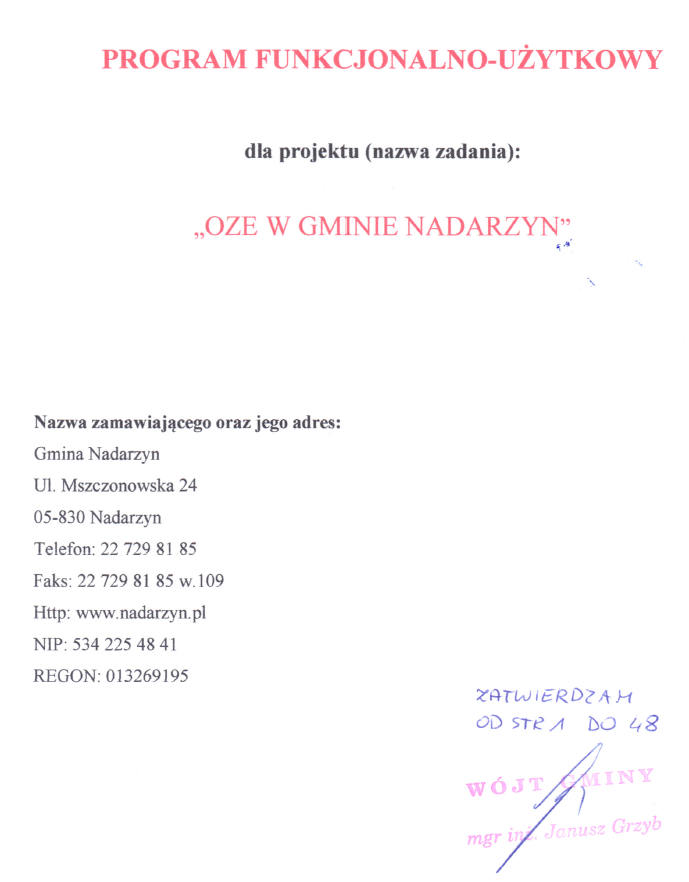 PROGRAM FUNKCJONALNO-UŻYTKOWY
dla projektu (nazwa zadania):
„OZE W GMINIE NADARZYN”
Nazwa zamawiającego oraz jego adres:
Gmina Nadarzyn
Ul. Mszczonowska 24
05-830 Nadarzyn
Telefon: 22 729 81 85
Faks: 22 729 81 85 w.109
Http: www.nadarzyn.pl
NIP: 534 225 48 41
REGON: 013269195
ZATWIERDZAM
OD STR 1 DO 48
WÓJT GMINY
mgr inż. Janusz Grzyb